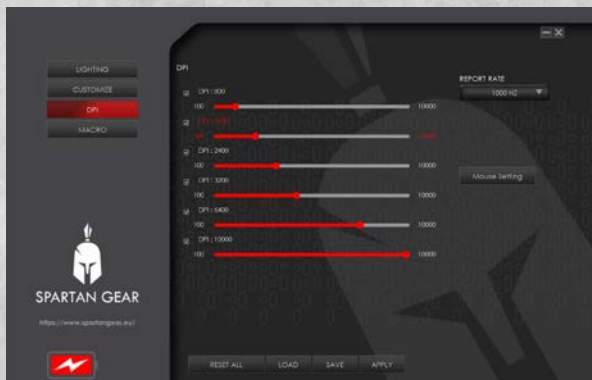 LIGHTING
CUSTOMIZE
DPI
MACRO
SPARTAN GEAR
https://www.spartangear.eu/
DPI
DPI : 800
100 10000
DPI
DPI : 2400
100 10000
DPI : 3200
100 10000
DPI : 6400
100 10000
DPI : 10000
100 10000
REPORT RATE
1000 HZ
Mouse Setting
RESET ALL LOAD SAVE APPLY